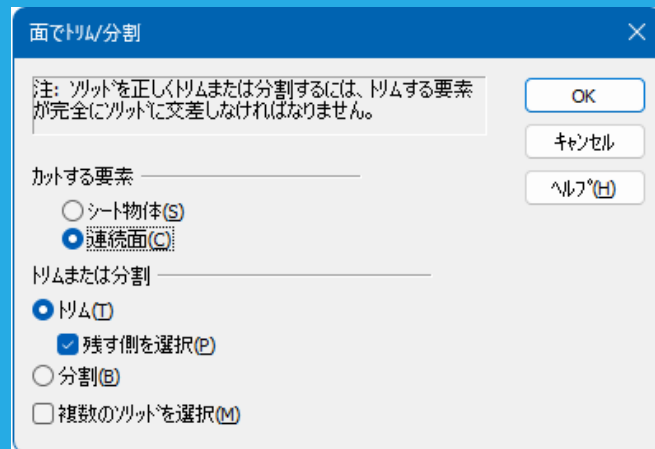 面でﾄﾘﾑ/分割
注: ｿﾘｯﾄﾞを正しくﾄﾘﾑまたは分割するには、ﾄﾘﾑする要素
が完全にｿﾘｯﾄﾞに交差しなければなりません。
OK
ｷｬﾝｾﾙ
ﾍﾙﾌﾟ(H)
ｶｯﾄする要素
ｼｰﾄ物体(S)
連続面(C)
ﾄﾘﾑまたは分割
ﾄﾘﾑ(T)
残す側を選択(P)
分割(B)
複数のｿﾘｯﾄﾞを選択(M)